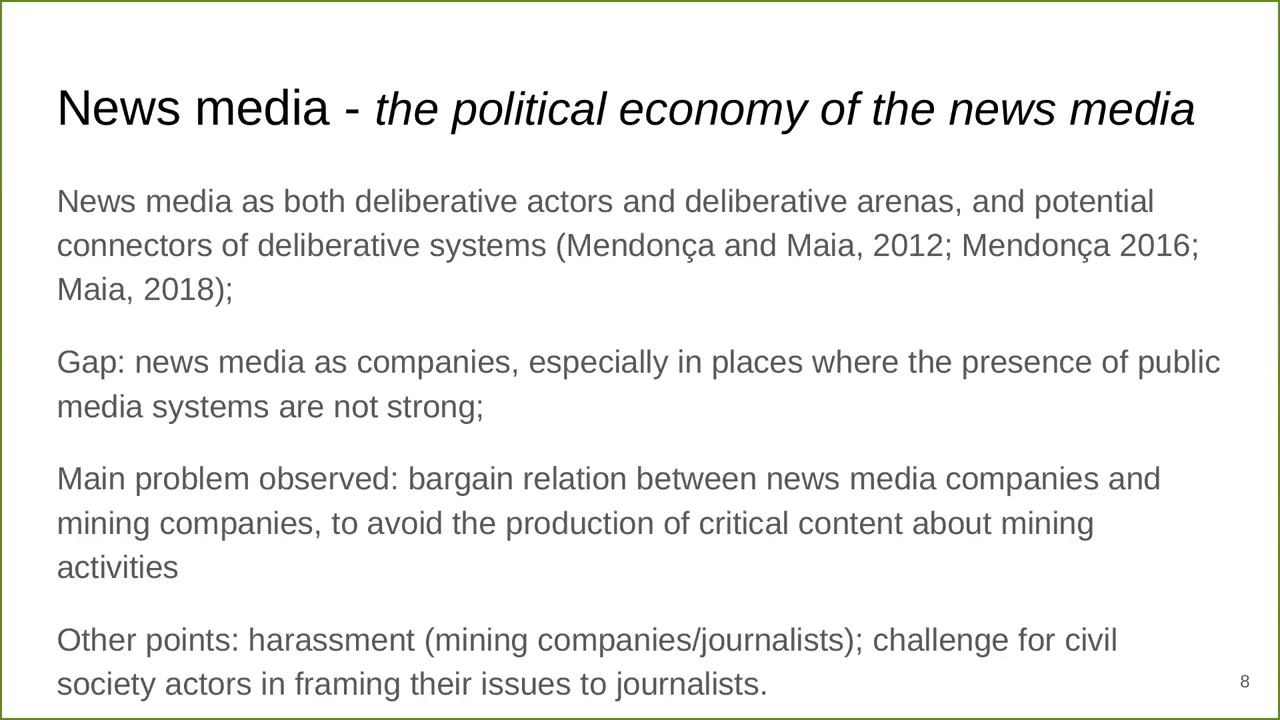 News media - the political economy of the news media
News media as both deliberative actors and deliberative arenas, and potential
connectors of deliberative systems (Mendonça and Maia, 2012; Mendonça 2016;
Maia, 2018);
Gap: news media as companies, especially in places where the presence of public
media systems are not strong;
Main problem observed: bargain relation between news media companies and
mining companies, to avoid the production of critical content about mining
activities
Other points: harassment (mining companies/journalists); challenge for civil
society actors in framing their issues to journalists.
8